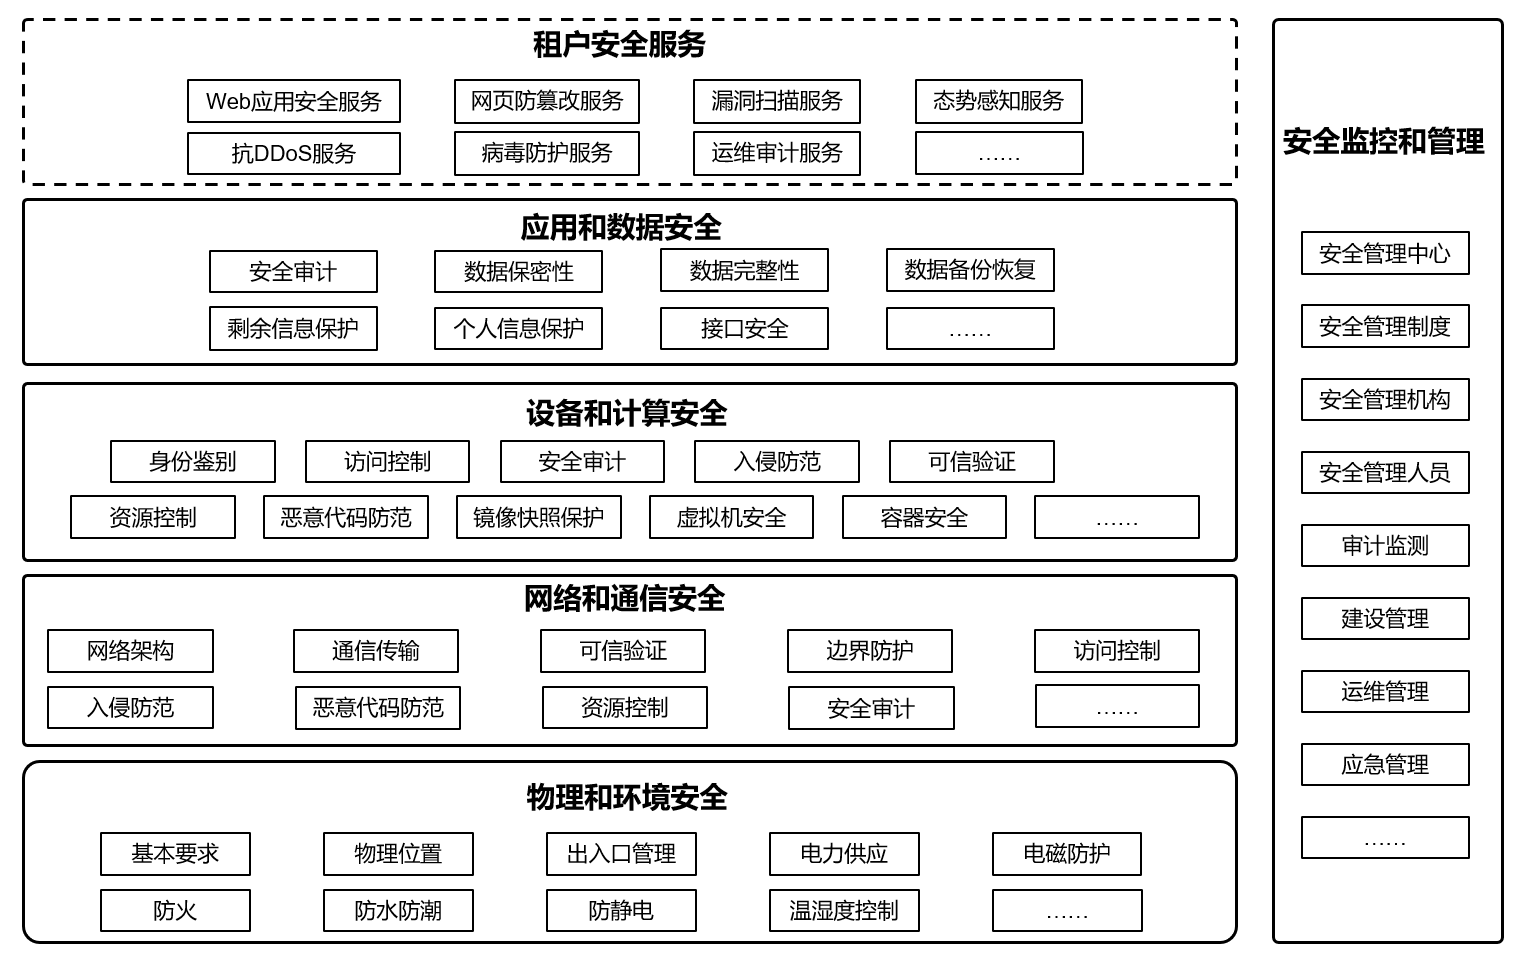 租户安全服务
Web应用安全服务
网页防篡改服务
漏洞扫描服务
态势感知服务
抗DDoS服务
病毒防护服务
运维审计服务
……
应用和数据安全
安全审计
数据保密性
数据完整性
数据备份恢复
剩余信息保护
个人信息保护
接口安全
……
设备和计算安全
身份鉴别
访问控制
安全审计
入侵防范
可信验证
资源控制
恶意代码防范
镜像快照保护
虚拟机安全
容器安全
……
网络和通信安全
网络架构
通信传输
可信验证
边界防护
访问控制
入侵防范
恶意代码防范
资源控制
安全审计
……
物理和环境安全
基本要求
物理位置
出入口管理
电力供应
电磁防护
防火
防水防潮
防静电
温湿度控制
……
安全监控和管理
安全管理中心
安全管理制度
安全管理机构
安全管理人员
审计监测
建设管理
运维管理
应急管理
……